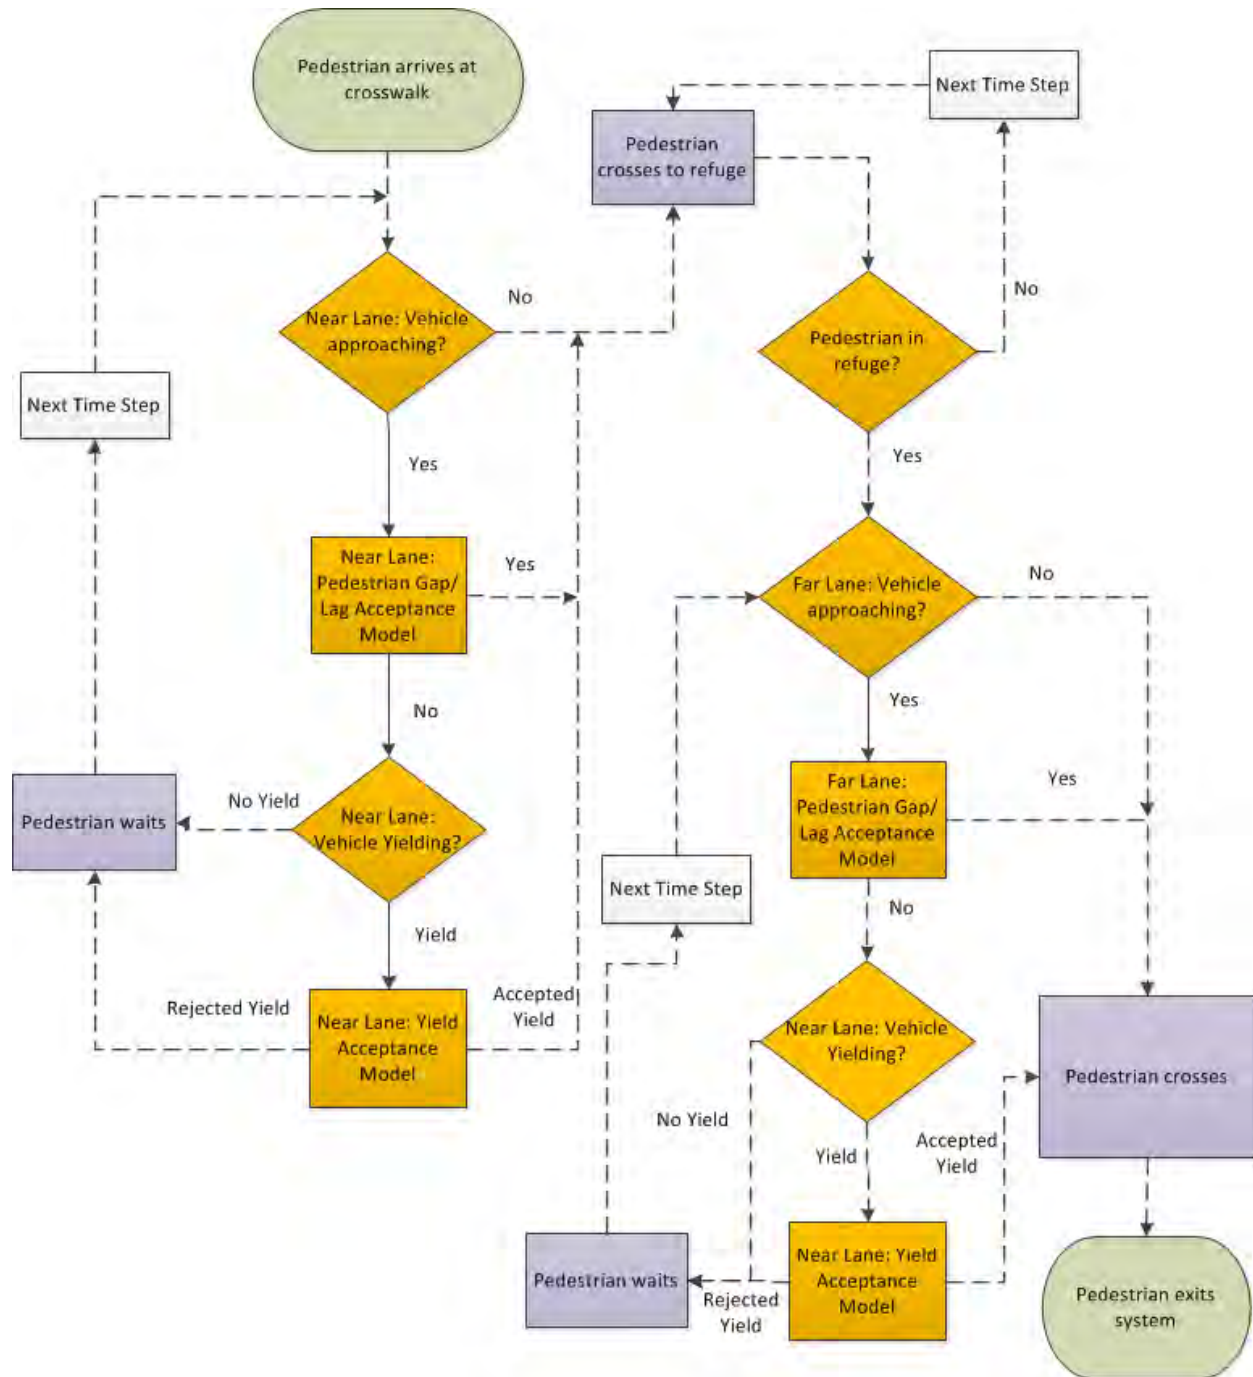 Pedestrian arrives at
crosswalk
Next Time Step
Pedestrian
crosses to refuge
No
No
Near Lane: Vehicle
approaching?
Pedestrian in
refuge?
Next Time Step
Yes
Yes
Near Lane:
Pedestrian Gap/
Lag Acceptance
Model
Yes
Far Lane: Vehicle
approaching?
No
No
Yes
Far Lane:
Pedestrian Gap/
Lag Acceptance
Model
Yes
Pedestrian waits
No Yield
Near Lane:
Vehicle Yielding?
Next Time Step
No
Yield
Rejected Yield
Near Lane: Yield
Acceptance
Model
Accepted
Yield
Near Lane: Vehicle
Yielding?
Pedestrian crosses
No Yield
Yield
Accepted
Yield
Pedestrian waits
Rejected
Yield
Near Lane: Yield
Acceptance
Model
Pedestrian exits
system